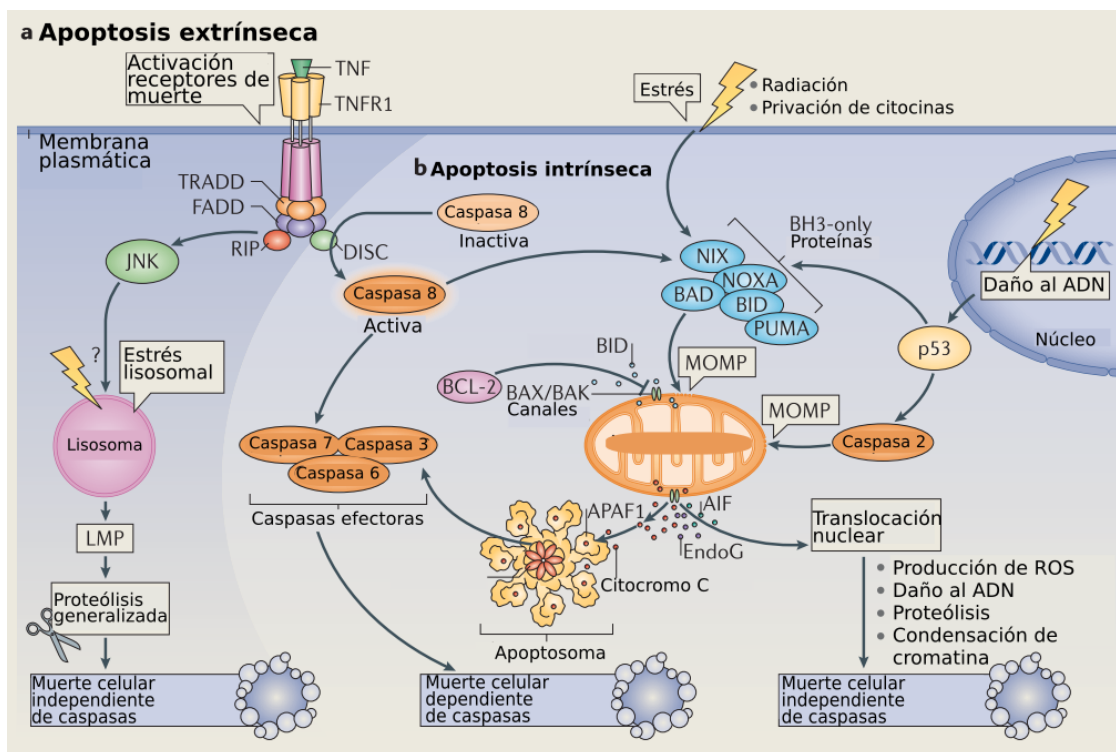 a Apoptosis extrínseca
Activación
receptores de
muerte
TNF
TNFR1
Estrés
Radiación
Privación de citocinas
Membrana
plasmática
b Apoptosis intrínseca
TRADD
FADD
RIP
DISC
Caspasa 8
Inactiva
JNK
Caspasa 8
Activa
BH3-only
Proteínas
NIX
NOXA
BAD
BID
PUMA
Daño al ADN
Núcleo
p53
?
Estrés
lisosomal
Lisosoma
BID
MOMP
BCL-2
BAX/BAK
Canales
MOMP
Caspasa 2
Caspasa 7
Caspasa 3
Caspasa 6
Caspasas efectoras
APAF1
AIF
EndoG
Citocromo C
Apoptosoma
Translocación
nuclear
Producción de ROS
Daño al ADN
Proteólisis
Condensación de
cromatina
LMP
Proteólisis
generalizada
Muerte celular
independiente
de caspasas
Muerte celular
dependiente
de caspasas
Muerte celular
independiente
de caspasas